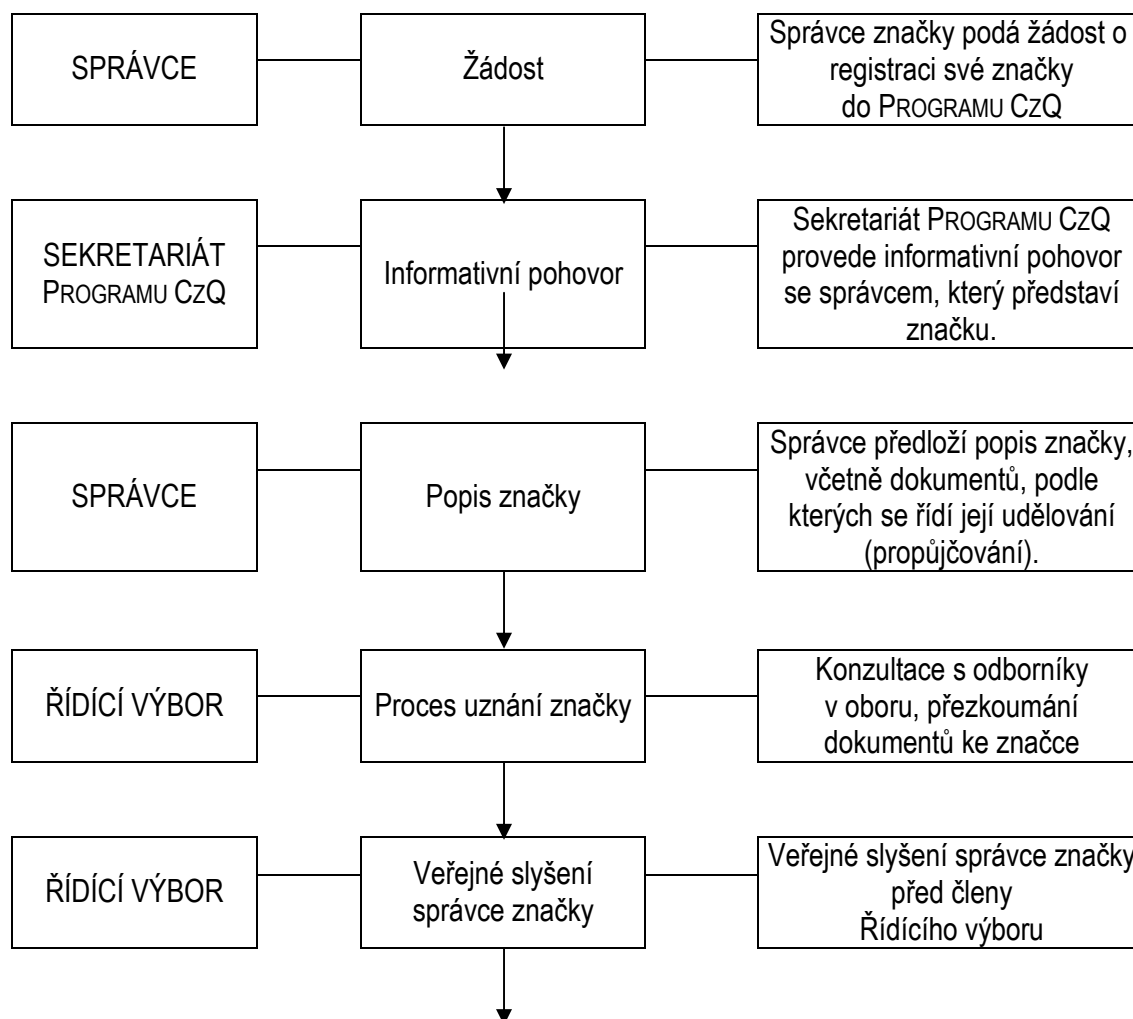 SPRÁVCE
Žádost
Správce značky podá žádost o
registraci své značky
do PROGRAMU CZQ
SEKRETARIÁT
PROGRAMU CZQ
Informativní pohovor
Sekretariát PROGRAMU CZQ
provede informativní pohovor
se správcem, který představí
značku.
SPRÁVCE
Popis značky
Správce předloží popis značky,
včetně dokumentů, podle
kterých se řídí její udělování
(propůjčování).
ŘÍDÍCÍ VÝBOR
Proces uznání značky
Konzultace s odborníky
v oboru, přezkoumání
dokumentů ke značce
ŘÍDÍCÍ VÝBOR
Veřejné slyšení
správce značky
Veřejné slyšení správce značky
před členy
Řídícího výboru